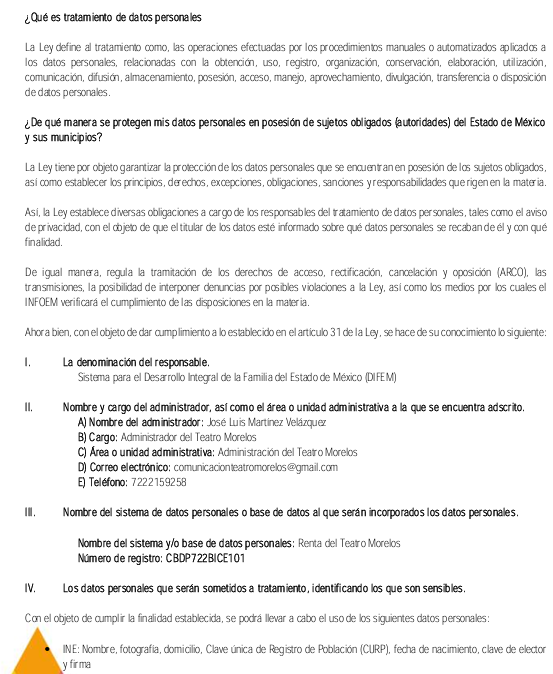 ¿Qué es tratamiento de datos personales
La Ley define al tratamiento como, las operaciones efectuadas por los procedimientos manuales o automatizados aplicados a
los datos personales, relacionadas con la obtención, uso, registro, organización, conservación, elaboración, utilización,
comunicación, difusión, almacenamiento, posesión, acceso, manejo, aprovechamiento, divulgación, transferencia o disposición
de datos personales.
¿De qué manera se protegen mis datos personales en posesión de sujetos obligados (autoridades) del Estado de México
y sus municipios?
La Ley tiene por objeto garantizar la protección de los datos personales que se encuentran en posesión de los sujetos obligados,
así como establecer los principios, derechos, excepciones, obligaciones, sanciones y responsabilidades que rigen en la materia.
Así, la Ley establece diversas obligaciones a cargo de los responsables del tratamiento de datos personales, tales como el aviso
de privacidad, con el objeto de que el titular de los datos esté informado sobre qué datos personales se recaban de él y con qué
finalidad.
De igual manera, regula la tramitación de los derechos de acceso, rectificación, cancelación y oposición (ARCO), las
transmisiones, la posibilidad de interponer denuncias por posibles violaciones a la Ley, así como los medios por los cuales el
INFOEM verificará el cumplimiento de las disposiciones en la materia.
Ahora bien, con el objeto de dar cumplimiento a lo establecido en el artículo 31 de la Ley, se hace de su conocimiento lo siguiente:
I. La denominación del responsable.
Sistema para el Desarrollo Integral de la Familia del Estado de México (DIFEM)
II. Nombre y cargo del administrador, así como el área o unidad administrativa a la que se encuentra adscrito.
A) Nombre del administrador: José Luis Martínez Velázquez
B) Cargo: Administrador del Teatro Morelos
C) Área o unidad administrativa: Administración del Teatro Morelos
D) Correo electrónico: comunicacionteatromorelos@gmail.com
E) Teléfono: 7222159258
III. Nombre del sistema de datos personales o base de datos al que serán incorporados los datos personales.
Nombre del sistema y/o base de datos personales: Renta del Teatro Morelos
Número de registro: CBDP722BICE101
IV. Los datos personales que serán sometidos a tratamiento, identificando los que son sensibles.
Con el objeto de cumplir la finalidad establecida, se podrá llevar a cabo el uso de los siguientes datos personales:
• INE: Nombre, fotografía, domicilio, Clave única de Registro de Población (CURP), fecha de nacimiento, clave de elector
y firma